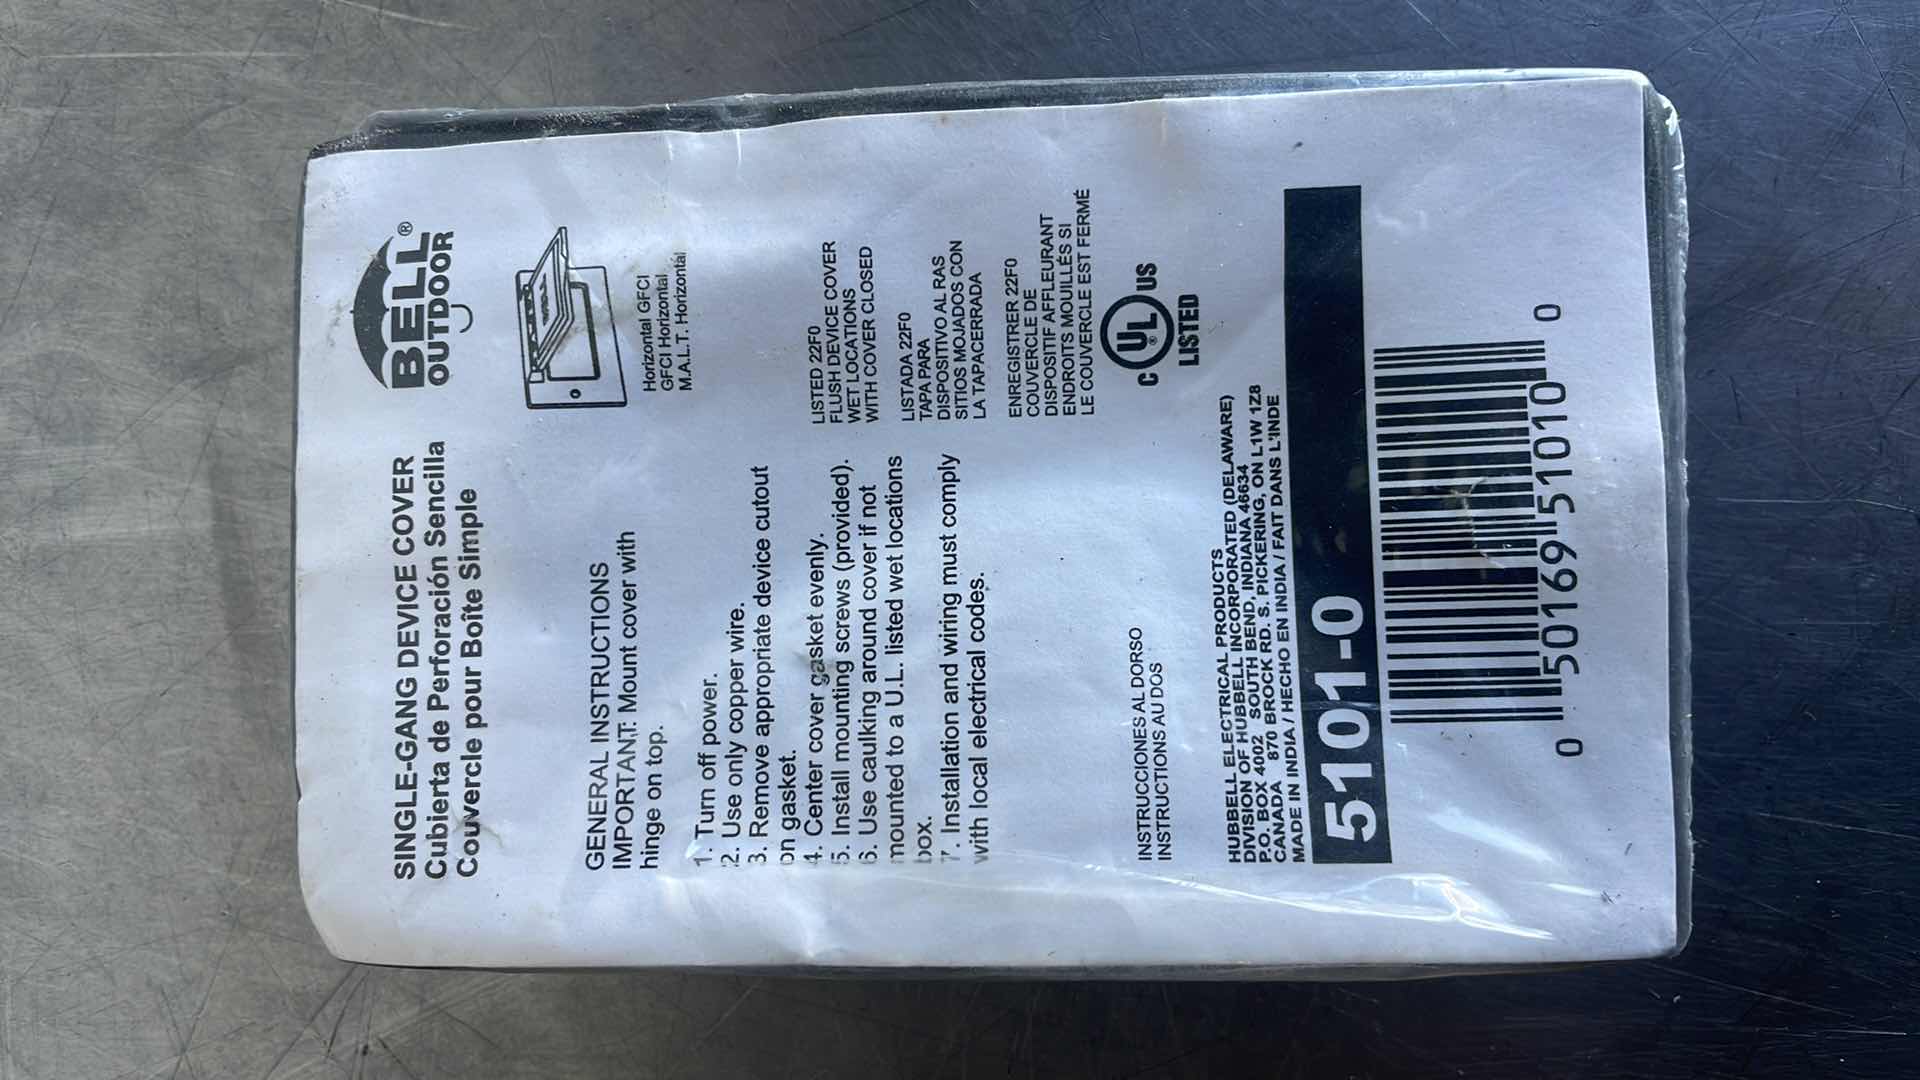 SINGLE-GANG DEVICE COVER
Cubierta de Perforación Sencilla
Couvercle pour Boîte Simple
BELL®
OUTDOOR
GENERAL INSTRUCTIONS
IMPORTANT: Mount cover with
hinge on top.
1. Turn off power.
2. Use only copper wire.
3. Remove appropriate device cutout
on gasket.
4. Center cover gasket evenly.
5. Install mounting screws (provided).
6. Use caulking around cover if not
mounted to a U.L. listed wet locations
box.
7. Installation and wiring must comply
with local electrical codes.
BELL
Horizontal GFCI
GFCI Horizontal
M.A.L.T. Horizontal
LISTED 22F0
FLUSH DEVICE COVER
WET LOCATIONS
WITH COVER CLOSED
LISTADA 22F0
TAPA PARA
DISPOSITIVO AL RAS
SITIOS MOJADOS CON
LA TAPACERRADA
ENREGISTRER 22F0
COUVERCLE DE
DISPOSITIF AFFLEURANT
ENDROITS MOUILLÉS SI
LE COUVERCLE EST FERMÉ
C UL® US
LISTED
INSTRUCCIONES AL DORSO
INSTRUCTIONS AU DOS
HUBBELL ELECTRICAL PRODUCTS
DIVISION OF HUBBELL INCORPORATED (DELAWARE)
P.O. BOX 4002 SOUTH BEND, INDIANA 46634
CANADA 870 BROCK RD. S. PICKERING, ON L1W 1Z8
MADE IN INDIA / HECHO EN INDIA / FAIT DANS L'INDE
5101-0
0 50169 51010 0